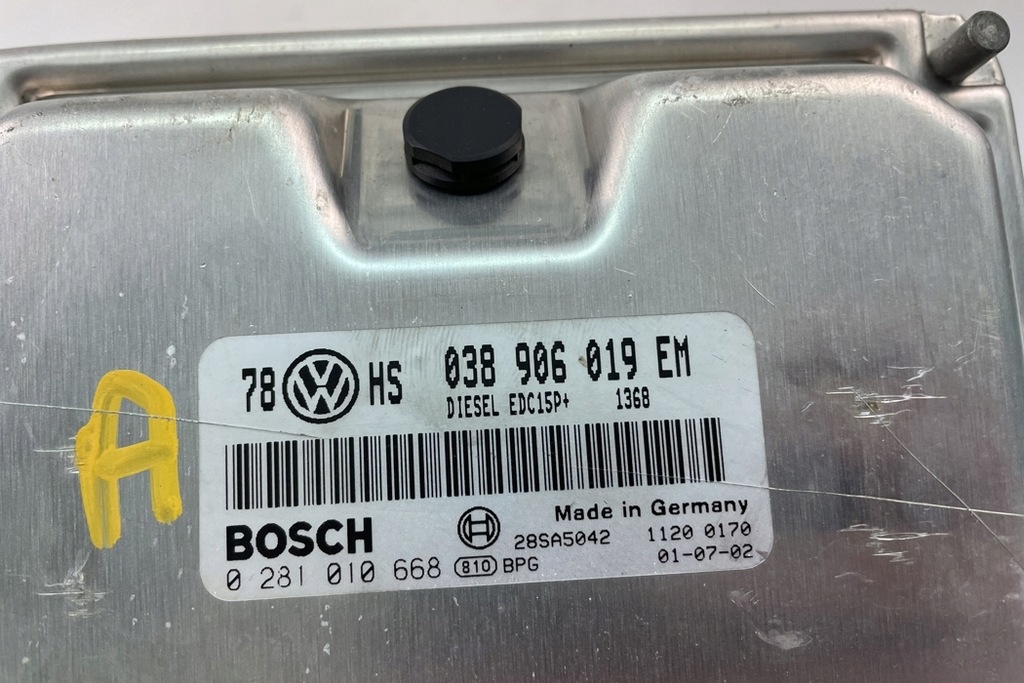 A
78 VW HS 038 906 019 EM
DIESEL EDC15P+ 1368
BOSCH
Made in Germany
28SA5042 1120 0170
0 281 010 668 810 BPG 01-07-02